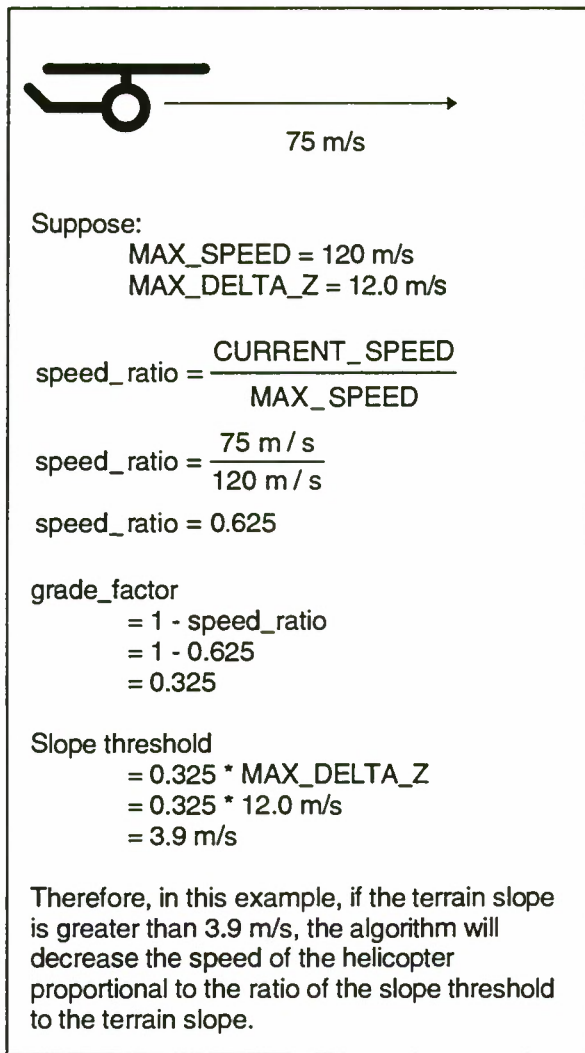 75 m/s
Suppose:
MAX_SPEED = 120 m/s
MAX_DELTA_Z = 12.0 m/s
speed_ratio = CURRENT_SPEED
MAX_SPEED
speed_ratio = 75 m / s
120 m / s
speed_ratio = 0.625
grade_factor
= 1 - speed_ratio
= 1 - 0.625
= 0.325
Slope threshold
= 0.325 * MAX_DELTA_Z
= 0.325 * 12.0 m/s
= 3.9 m/s
Therefore, in this example, if the terrain slope
is greater than 3.9 m/s, the algorithm will
decrease the speed of the helicopter
proportional to the ratio of the slope threshold
to the terrain slope.